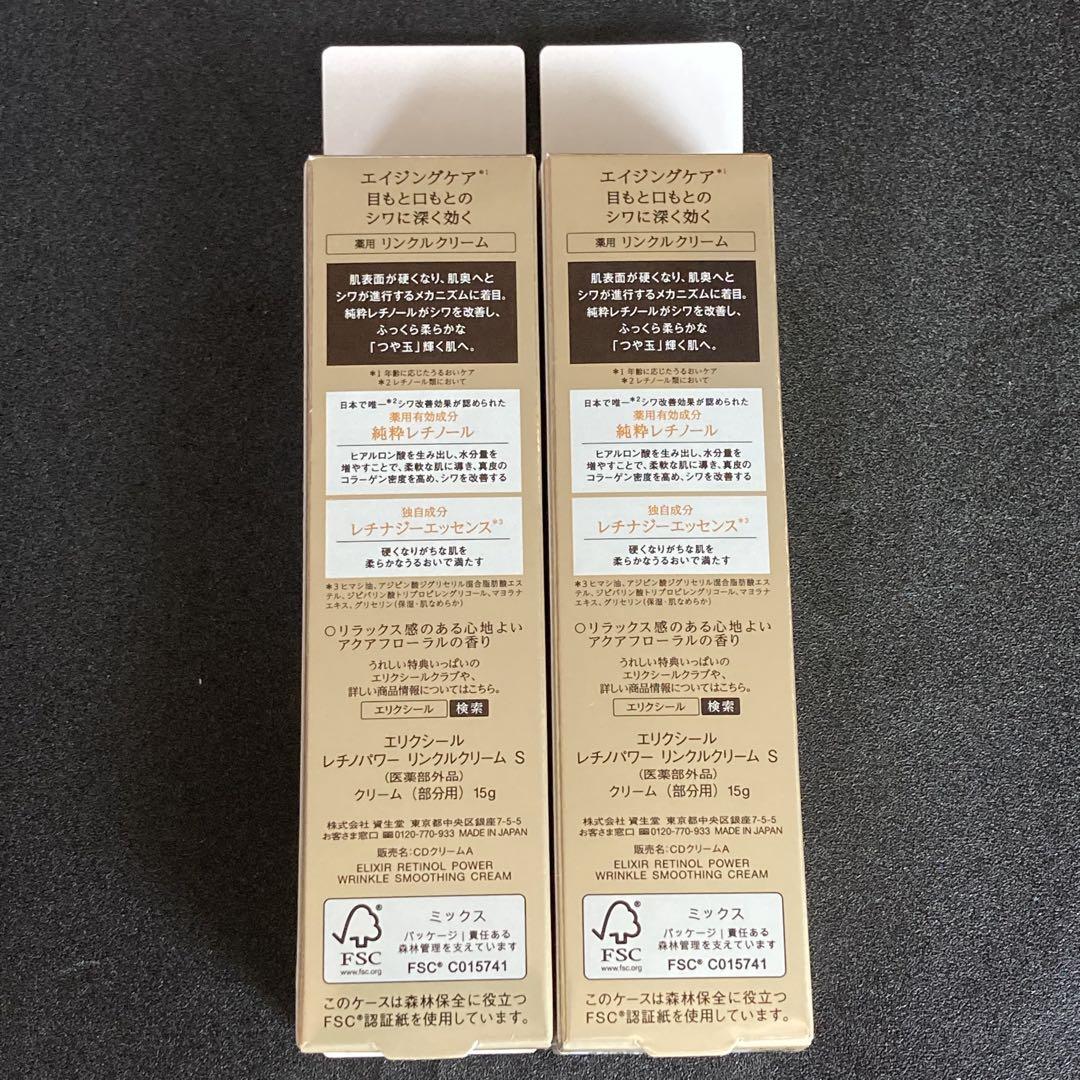 エイジングケア*1
目もと口もとの
シワに深く効く
薬用 リンクルクリーム
肌表面が硬くなり、肌奥へと
シワが進行するメカニズムに着目。
純粋レチノールがシワを改善し、
ふっくら柔らかな
「つや玉」輝く肌へ。
*1 年齢に応じたうるおいケア
*2 レチノール類において
日本で唯一*2シワ改善効果が認められた
薬用有効成分
純粋レチノール
ヒアルロン酸を生み出し、水分量を
増やすことで、柔軟な肌に導き、真皮の
コラーゲン密度を高め、シワを改善する
独自成分
レチナジーエッセンス*3
硬くなりがちな肌を
柔らかなうるおいで満たす
*3 ヒマシ油、アジピン酸ジグリセリル混合脂肪酸エス
テル、ジピバリン酸トリプロピレングリコール、マヨラナ
エキス、グリセリン(保湿・肌なめらか)
○リラックス感のある心地よい
アクアフローラルの香り
うれしい特典いっぱいの
エリクシールクラブや、
詳しい商品情報についてはこちら。
エリクシール 検索
エリクシール
レチノパワー リンクルクリーム S
(医薬部外品)
クリーム (部分用) 15g
株式会社 資生堂 東京都中央区銀座7-5-5
お客さま窓口 0120-770-933 MADE IN JAPAN
販売名:CDクリームA
ELIXIR RETINOL POWER
WRINKLE SMOOTHING CREAM
FSC
www.fsc.org
ミックス
パッケージ|責任ある
森林管理を支えています
FSC® C015741
このケースは森林保全に役立つ
FSC®認証紙を使用しています。
エイジングケア*1
目もと口もとの
シワに深く効く
薬用 リンクルクリーム
肌表面が硬くなり、肌奥へと
シワが進行するメカニズムに着目。
純粋レチノールがシワを改善し、
ふっくら柔らかな
「つや玉」輝く肌へ。
*1 年齢に応じたうるおいケア
*2 レチノール類において
日本で唯一*2シワ改善効果が認められた
薬用有効成分
純粋レチノール
ヒアルロン酸を生み出し、水分量を
増やすことで、柔軟な肌に導き、真皮の
コラーゲン密度を高め、シワを改善する
独自成分
レチナジーエッセンス*3
硬くなりがちな肌を
柔らかなうるおいで満たす
*3 ヒマシ油、アジピン酸ジグリセリル混合脂肪酸エス
テル、ジピバリン酸トリプロピレングリコール、マヨラナ
エキス、グリセリン(保湿・肌なめらか)
○リラックス感のある心地よい
アクアフローラルの香り
うれしい特典いっぱいの
エリクシールクラブや、
詳しい商品情報についてはこちら。
エリクシール 検索
エリクシール
レチノパワー リンクルクリーム S
(医薬部外品)
クリーム (部分用) 15g
株式会社 資生堂 東京都中央区銀座7-5-5
お客さま窓口 0120-770-933 MADE IN JAPAN
販売名:CDクリームA
ELIXIR RETINOL POWER
WRINKLE SMOOTHING CREAM
FSC
www.fsc.org
ミックス
パッケージ|責任ある
森林管理を支えています
FSC® C015741
このケースは森林保全に役立つ
FSC®認証紙を使用しています。